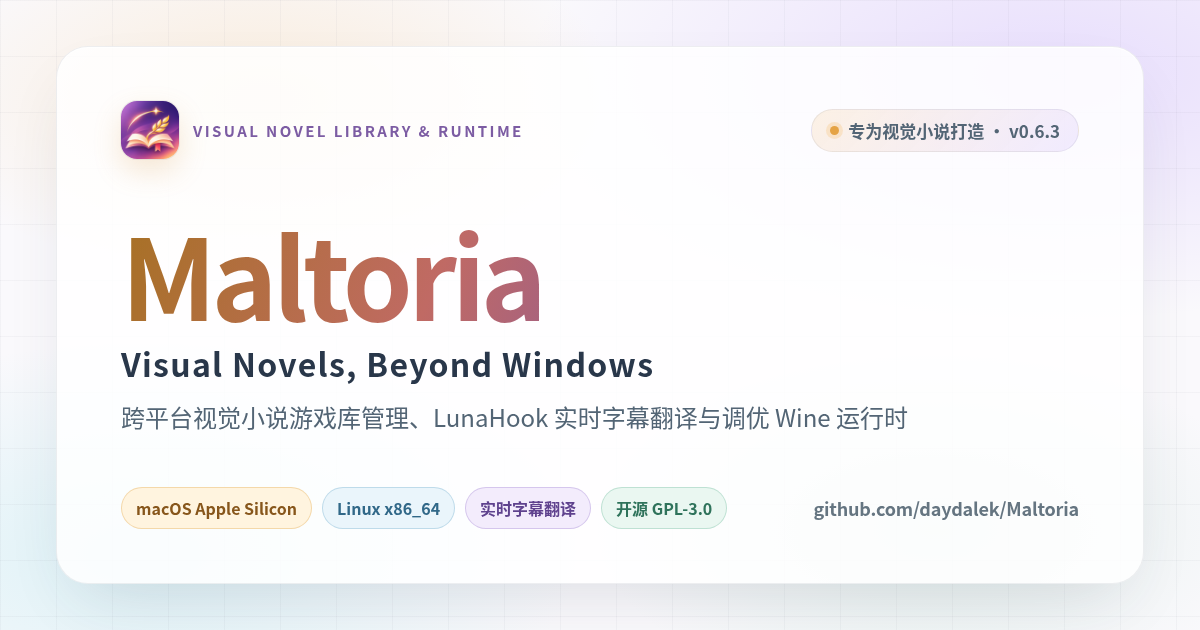 VISUAL NOVEL LIBRARY & RUNTIME
专为视觉小说打造 · v0.6.3
Maltoria
Visual Novels, Beyond Windows
跨平台视觉小说游戏库管理、LunaHook 实时字幕翻译与调优 Wine 运行时
macOS Apple Silicon
Linux x86_64
实时字幕翻译
开源 GPL-3.0
github.com/daydalek/Maltoria